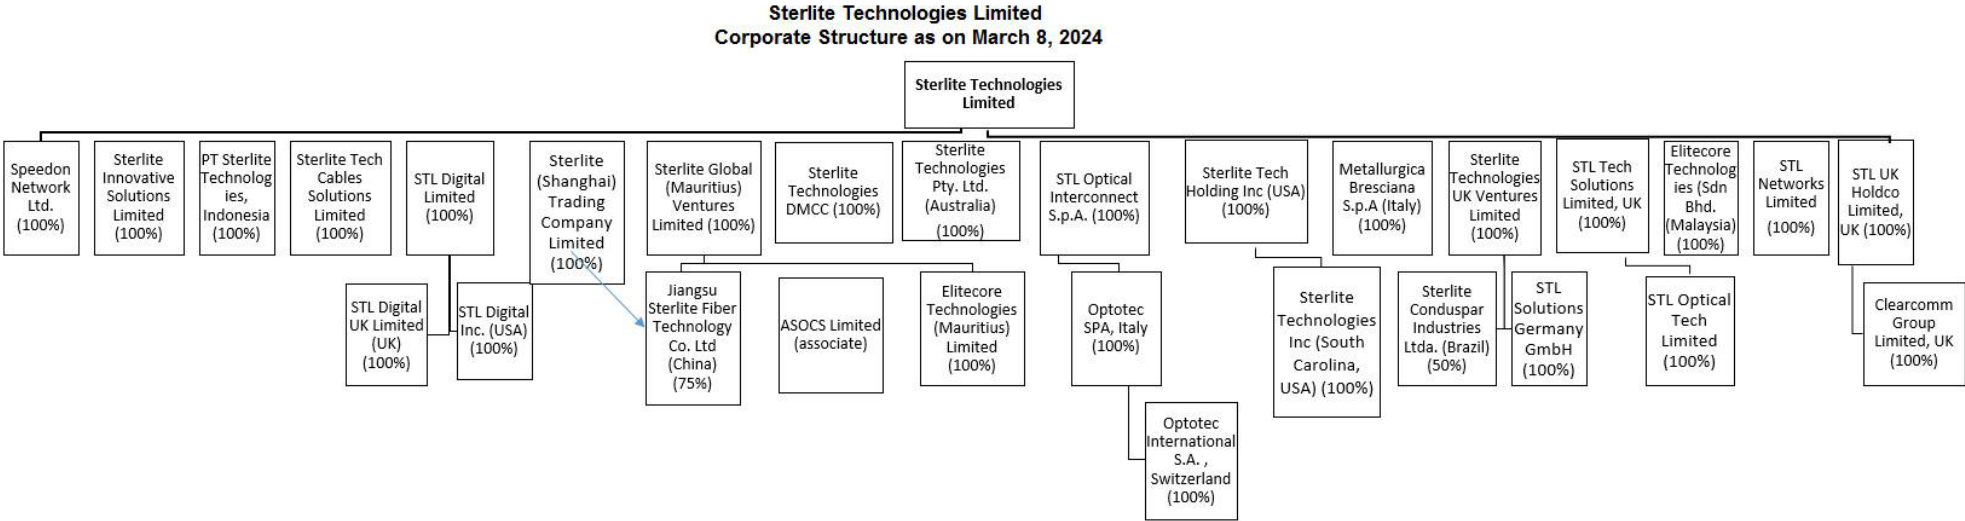 Sterlite Technologies Limited
Corporate Structure as on March 8, 2024
Sterlite Technologies
Limited
Speedon
Network
Ltd.
(100%)
Sterlite
Innovative
Solutions
Limited
(100%)
PT Sterlite
Technolog
ies,
Indonesia
(100%)
Sterlite Tech
Cables
Solutions
Limited
(100%)
STL Digital
Limited
(100%)
Sterlite
(Shanghai)
Trading
Company
Limited
(100%)
Sterlite Global
(Mauritius)
Ventures
Limited (100%)
Sterlite
Technologies
DMCC (100%)
Sterlite
Technologies
Pty. Ltd.
(Australia)
(100%)
STL Optical
Interconnect
S.p.A. (100%)
Sterlite Tech
Holding Inc (USA)
(100%)
Metallurgica
Bresciana
S.p.A (Italy)
(100%)
Sterlite
Technologies
UK Ventures
Limited
(100%)
STL Tech
Solutions
Limited, UK
(100%)
Elitecore
Technolog
ies (Sdn
Bhd.
(Malaysia)
(100%)
STL
Networks
Limited
(100%)
STL UK
Holdco
Limited,
UK (100%)
STL Digital
UK Limited
(UK)
(100%)
STL Digital
Inc. (USA)
(100%)
Jiangsu
Sterlite Fiber
Technology
Co. Ltd
(China)
(75%)
ASOCS Limited
(associate)
Elitecore
Technologies
(Mauritius)
Limited
(100%)
Optotec
SPA, Italy
(100%)
Sterlite
Technologies
Inc (South
Carolina,
USA) (100%)
Sterlite
Conduspar
Industries
Ltda. (Brazil)
(50%)
STL
Solutions
Germany
GmbH
(100%)
STL Optical
Tech
Limited
(100%)
Clearcomm
Group
Limited, UK
(100%)
Optotec
International
S.A. ,
Switzerland
(100%)